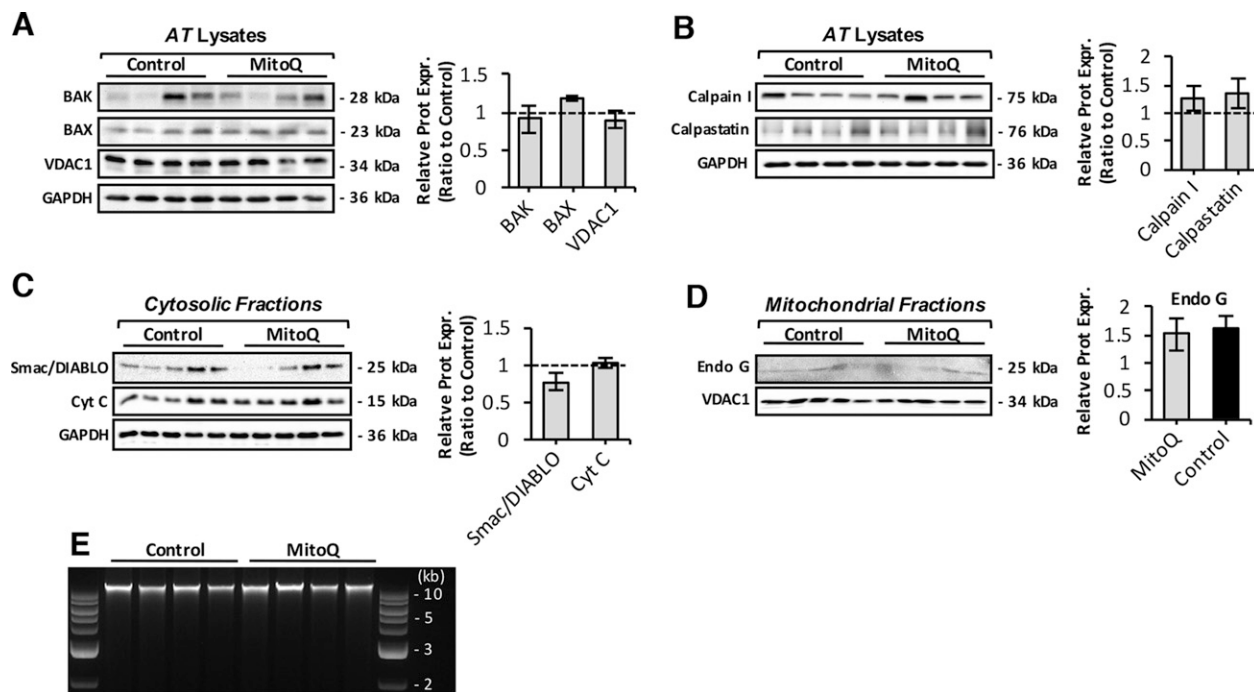 A
AT Lysates
Control MitoQ
BAK - 28 kDa
BAX - 23 kDa
VDAC1 - 34 kDa
GAPDH - 36 kDa
Relatve Prot Expr.
(Ratio to Control)
2
1.5
1
0.5
0
BAK
BAX
VDAC1
B
AT Lysates
Control MitoQ
Calpain I - 75 kDa
Calpastatin - 76 kDa
GAPDH - 36 kDa
Relatve Prot Expr.
(Ratio to Control)
2
1.5
1
0.5
0
Calpain I
Calpastatin
C
Cytosolic Fractions
Control MitoQ
Smac/DIABLO - 25 kDa
Cyt C - 15 kDa
GAPDH - 36 kDa
Relatve Prot Expr.
(Ratio to Control)
1.5
1
0.5
0
Smac/DIABLO
Cyt C
D
Mitochondrial Fractions
Control MitoQ
Endo G - 25 kDa
VDAC1 - 34 kDa
Relatve Prot Expr.
(Ratio to Control)
Endo G
2
1.5
1
0.5
0
MitoQ
Control
E
Control MitoQ
(kb)
- 10
- 5
- 3
- 2